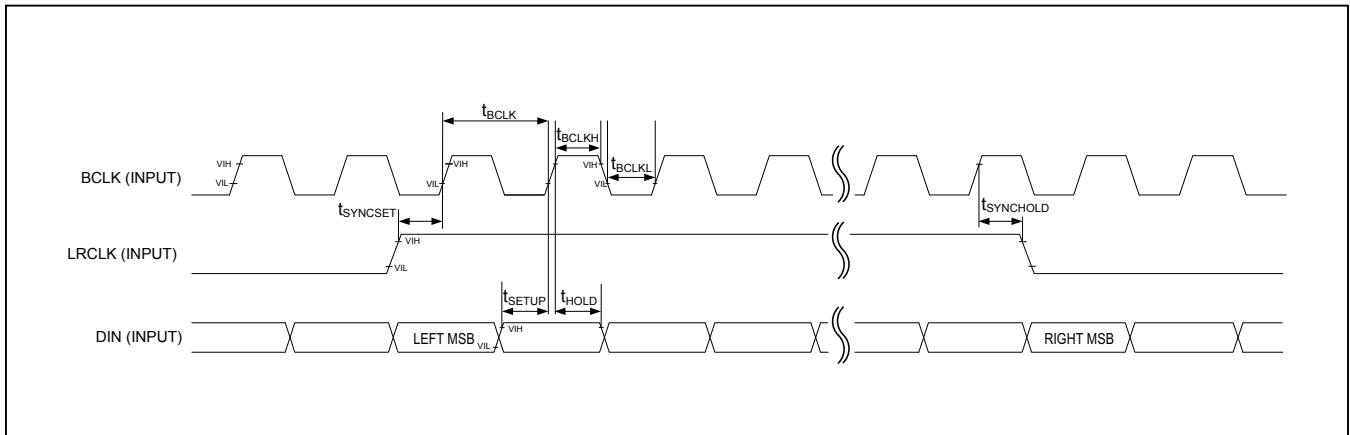 tBCLK
tBCLKH
VIH
VIH
VIH
BCLK (INPUT)
VIL
VIL
VIL
tBCLKL
tSYNCSET
tSYNCHOLD
VIH
LRCLK (INPUT)
VIL
tSETUP
tHOLD
VIH
DIN (INPUT)
LEFT MSB
VIL
RIGHT MSB